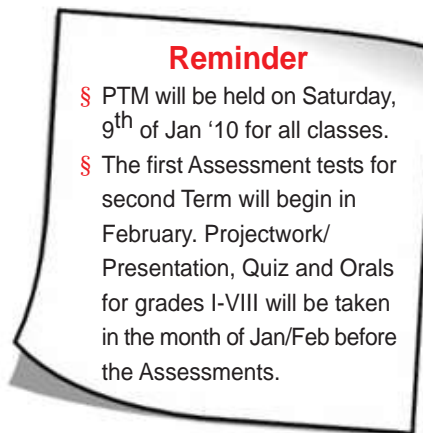 Reminder
§ PTM will be held on Saturday,
9th of Jan ‘10 for all classes.
§ The first Assessment tests for
second Term will begin in
February. Projectwork/
Presentation, Quiz and Orals
for grades I-VIII will be taken
in the month of Jan/Feb before
the Assessments.